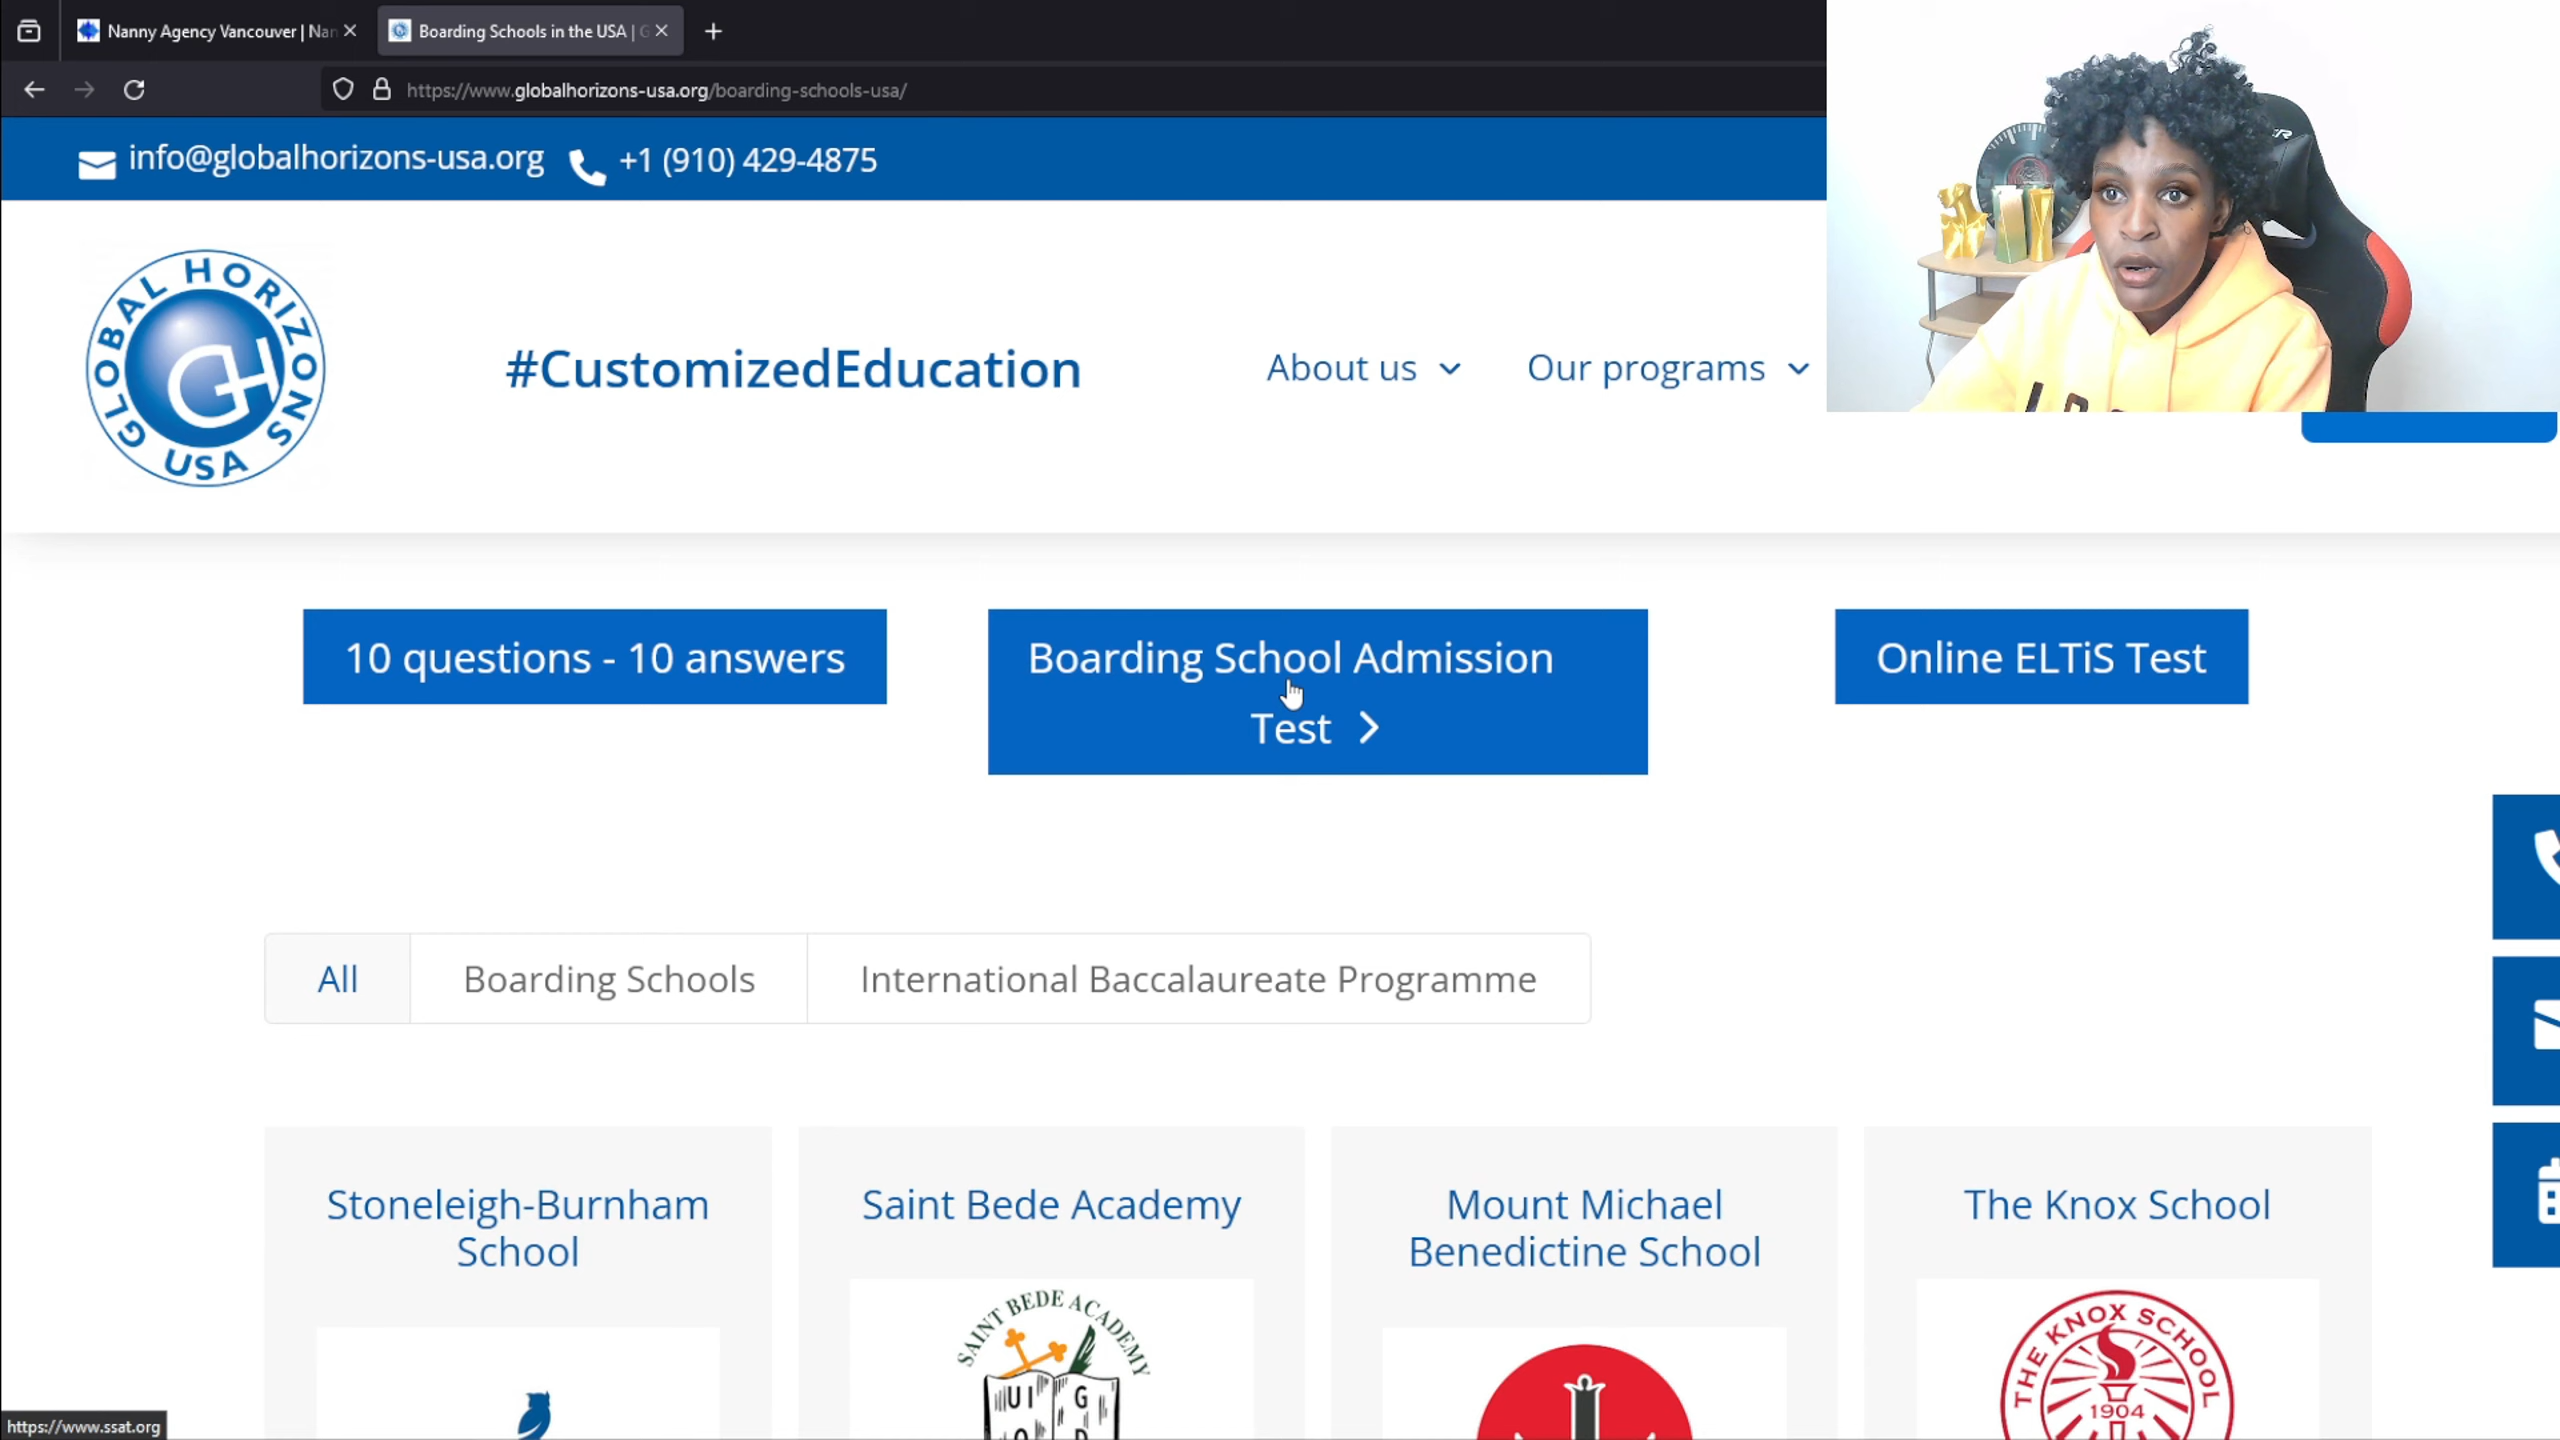 Nanny Agency Vancouver | Nan
Boarding Schools in the USA | G
https://www.globalhorizons-usa.org/boarding-schools-usa/
info@globalhorizons-usa.org +1 (910) 429-4875
GLOBAL HORIZONS
GH
USA
#CustomizedEducation
About us
Our programs
10 questions - 10 answers
Boarding School Admission
Test
Online ELTiS Test
All
Boarding Schools
International Baccalaureate Programme
Stoneleigh-Burnham
School
Saint Bede Academy
Mount Michael
Benedictine School
The Knox School
SAINT BEDE ACADEMY
UI G
THE KNOX SCHOOL
1904
https://www.ssat.org